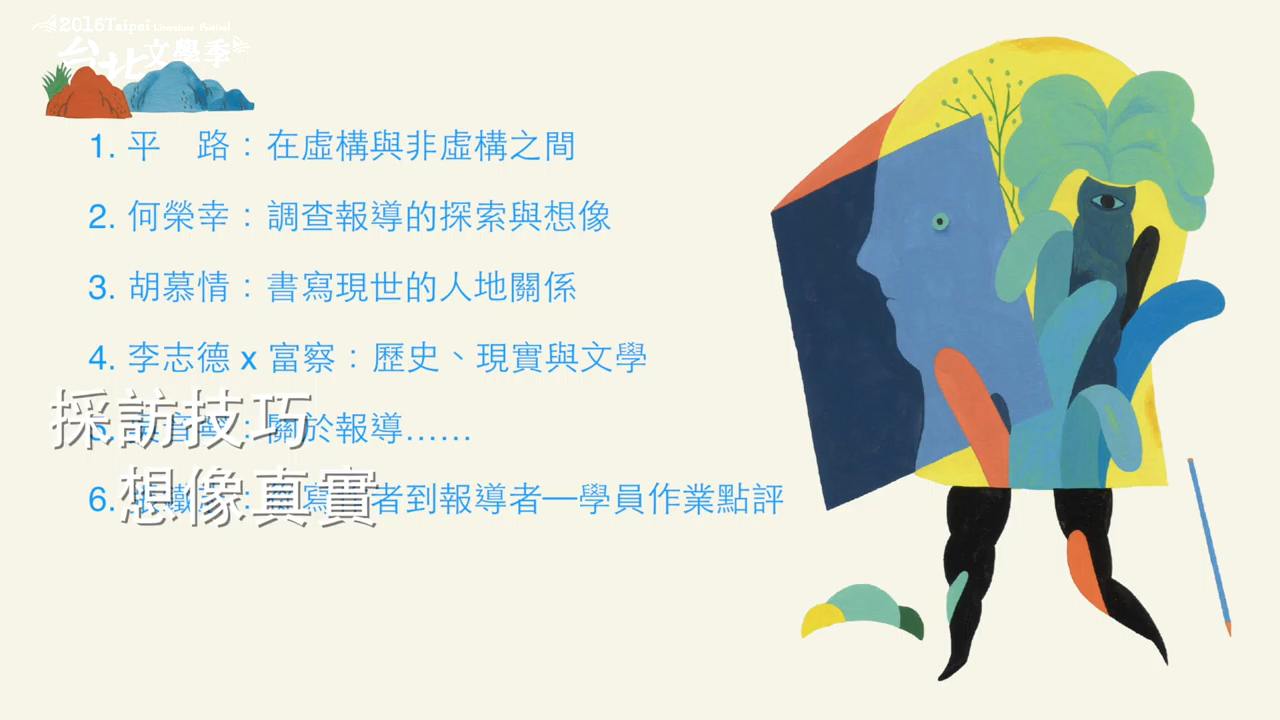 2016Taipei Literature Festival
台北文學季
1. 平 路：在虛構與非虛構之間
2. 何榮幸：調查報導的探索與想像
3. 胡慕情：書寫現世的人地關係
4. 李志德 x 富察：歷史、現實與文學
採訪技巧
5. ：關於報導……
想像真實
6. 者到報導者—學員作業點評